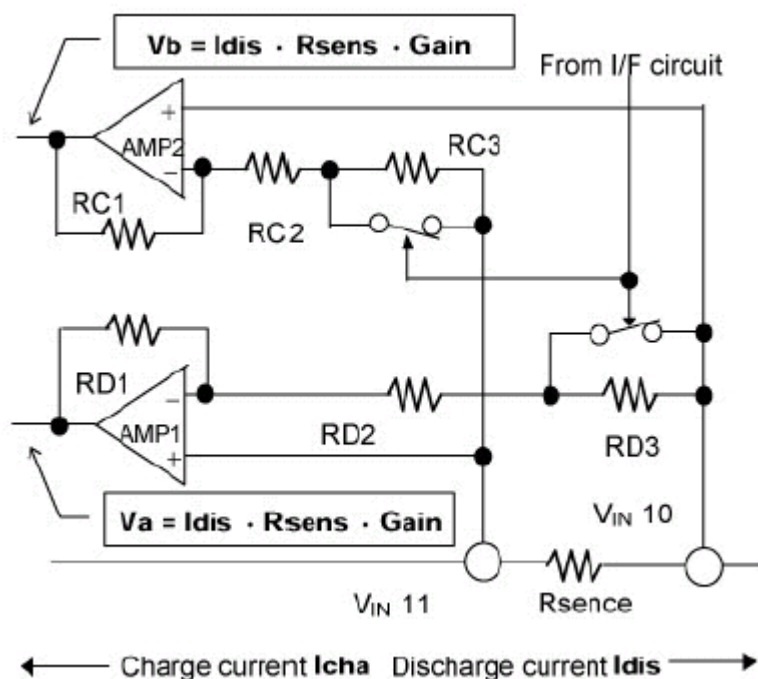 Vb = Idis · Rsens · Gain
From I/F circuit
+
AMP2
−
RC3
RC1
RC2
RD1
−
AMP1
RD2
+
RD3
Va = Idis · Rsens · Gain
VIN 10
VIN 11
Rsence
Charge current Icha Discharge current Idis